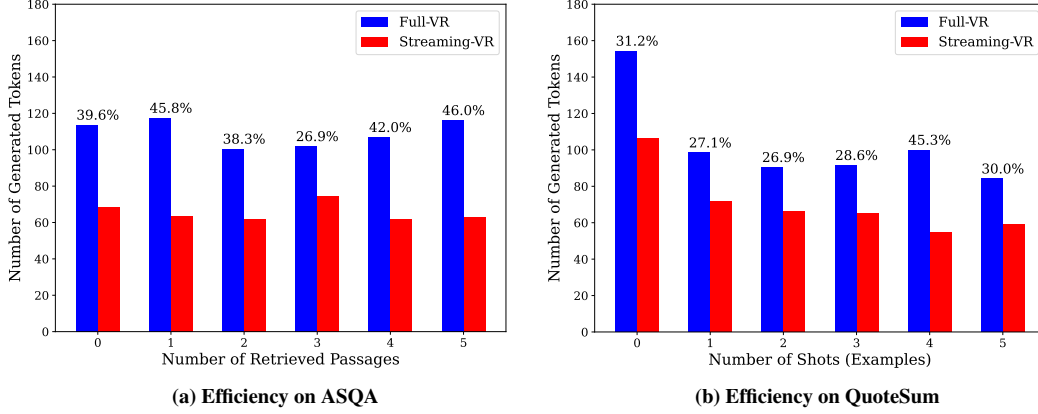 180
160
140
120
100
80
60
40
20
0
Number of Generated Tokens
Full-VR
Streaming-VR
39.6%
45.8%
38.3%
26.9%
42.0%
46.0%
0 1 2 3 4 5
Number of Retrieved Passages
(a) Efficiency on ASQA
180
160
140
120
100
80
60
40
20
0
Number of Generated Tokens
Full-VR
Streaming-VR
31.2%
27.1%
26.9%
28.6%
45.3%
30.0%
0 1 2 3 4 5
Number of Shots (Examples)
(b) Efficiency on QuoteSum